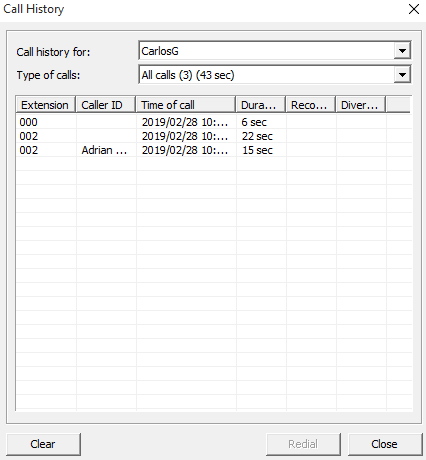 Call History
Call history for: CarlosG
Type of calls: All calls (3) (43 sec)
Extension Caller ID Time of call Dura... Reco... Diver...
000 2019/02/28 10:... 6 sec
002 2019/02/28 10:... 22 sec
002 Adrian ... 2019/02/28 10:... 15 sec
Clear Redial Close